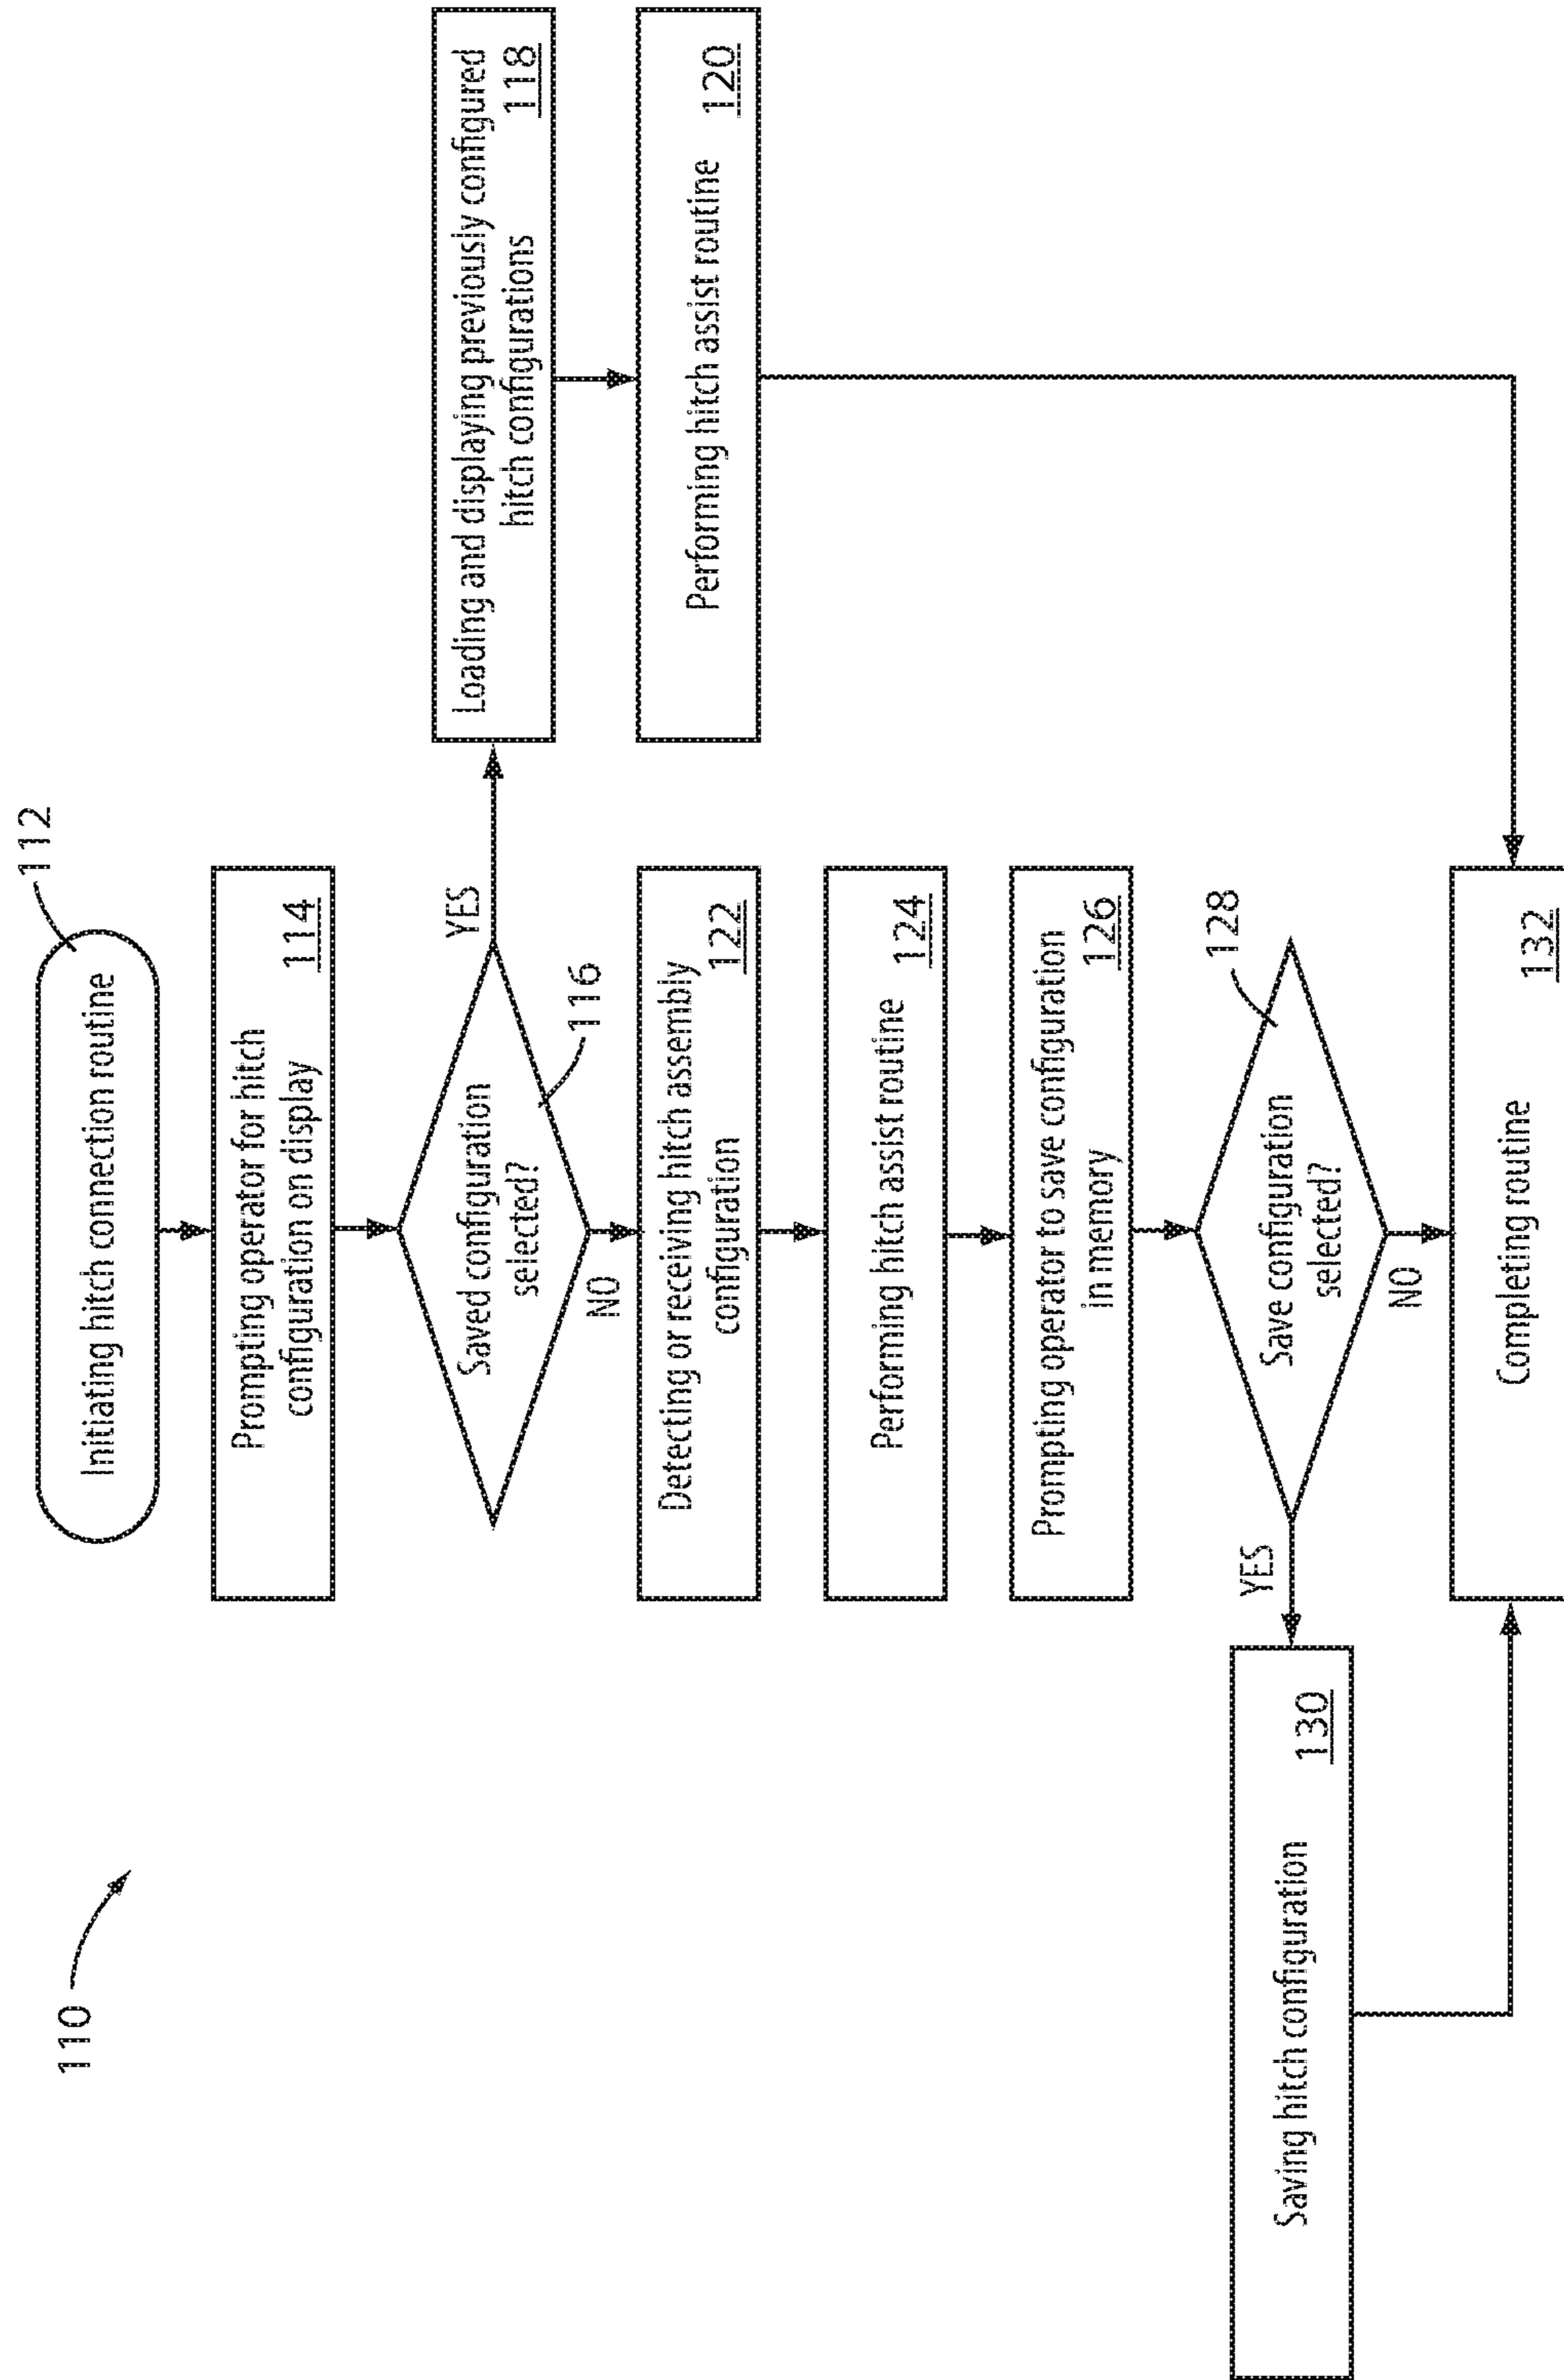 110
112
Initiating hitch connection routine
Prompting operator for hitch
configuration on display
114
Saved configuration
selected?
116
YES
NO
Loading and displaying previously configured
hitch configurations
118
Performing hitch assist routine
120
Detecting or receiving hitch assembly
configuration
122
Performing hitch assist routine
124
Prompting operator to save configuration
in memory
126
Save configuration
selected?
128
YES
NO
Saving hitch configuration
130
Completing routine
132